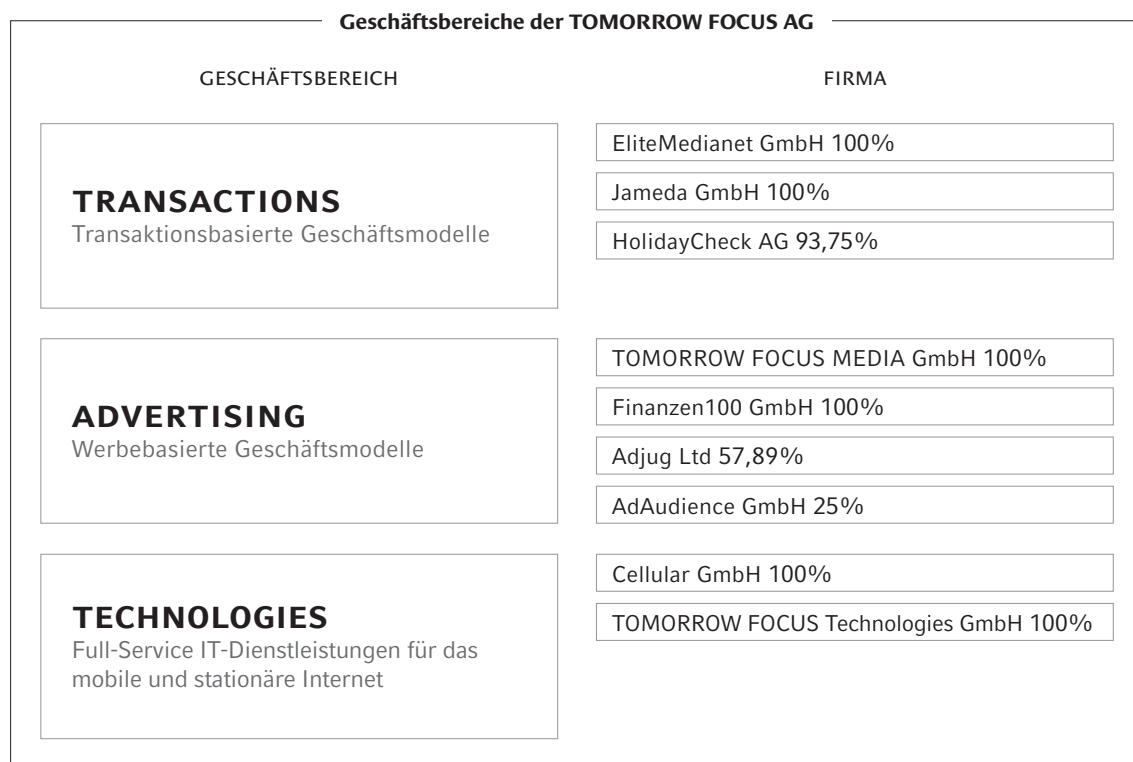 Geschäftsbereiche der TOMORROW FOCUS AG
GESCHÄFTSBEREICH
FIRMA
TRANSACTIONS
Transaktionsbasierte Geschäftsmodelle
EliteMedianet GmbH 100%
Jameda GmbH 100%
HolidayCheck AG 93,75%
ADVERTISING
Werbebasierte Geschäftsmodelle
TOMORROW FOCUS MEDIA GmbH 100%
Finanzen100 GmbH 100%
Adjug Ltd 57,89%
AdAudience GmbH 25%
TECHNOLOGIES
Full-Service IT-Dienstleistungen für das
mobile und stationäre Internet
Cellular GmbH 100%
TOMORROW FOCUS Technologies GmbH 100%